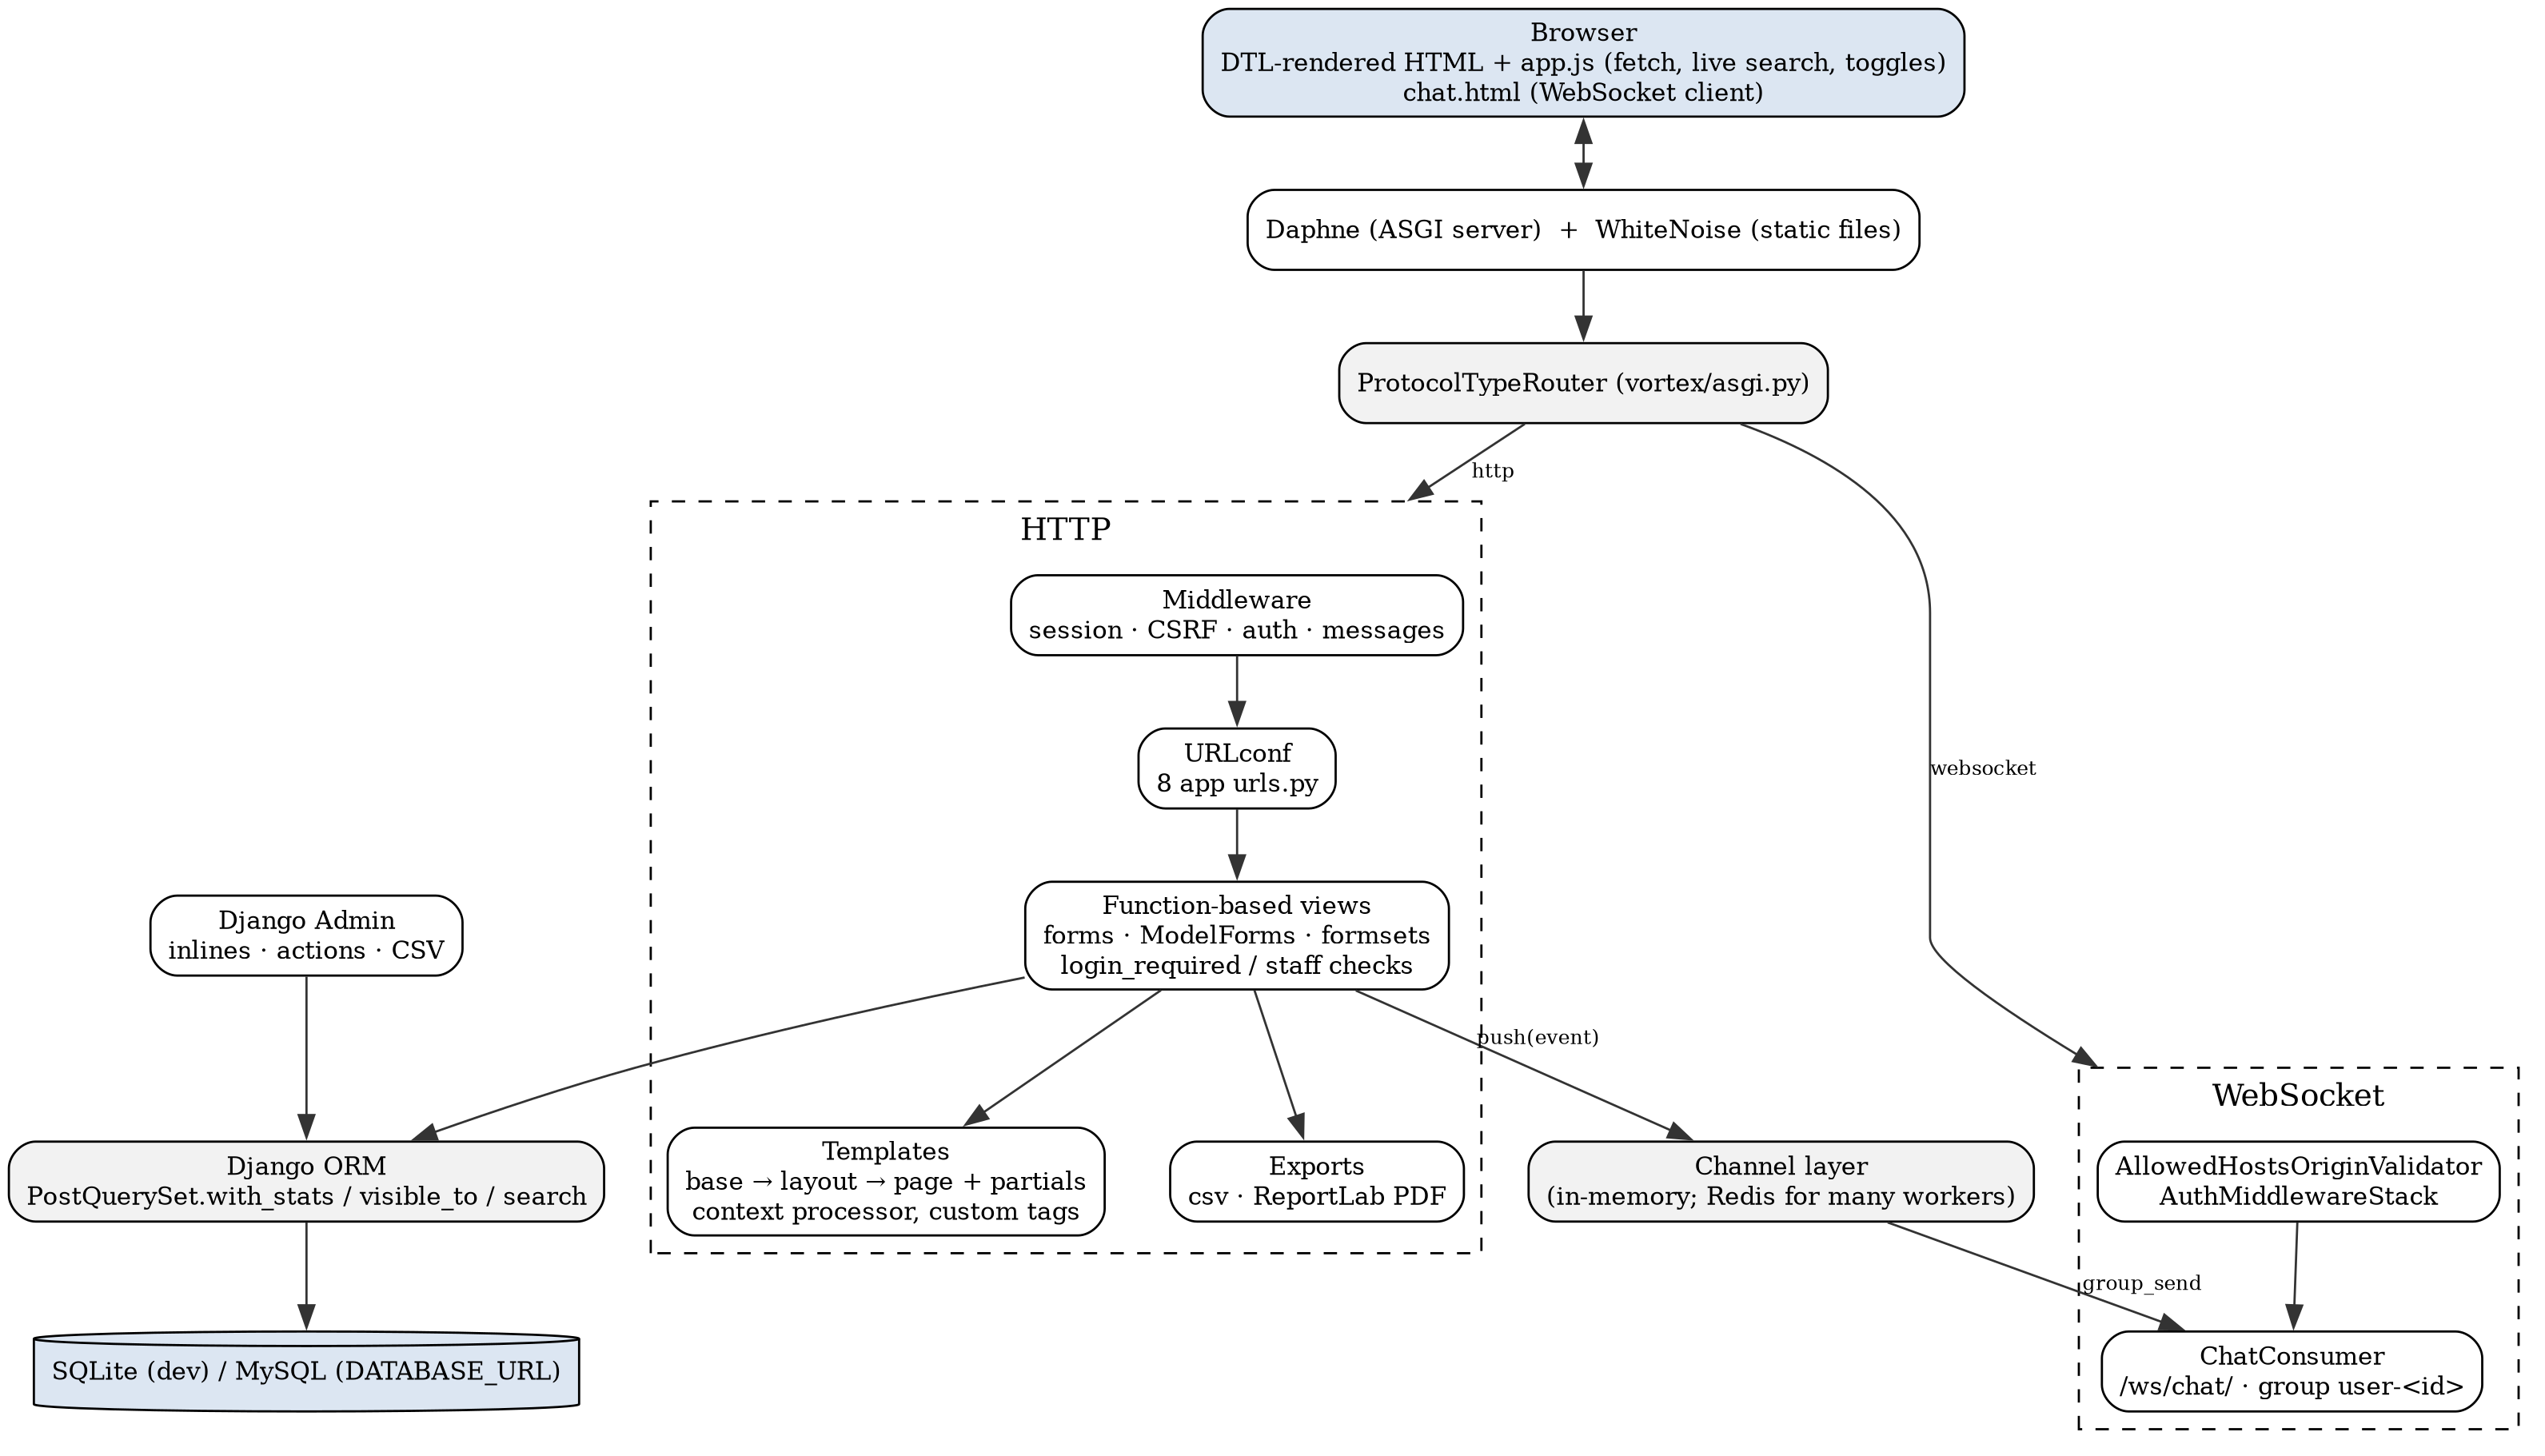 Browser
DTL-rendered HTML + app.js (fetch, live search, toggles)
chat.html (WebSocket client)
Daphne (ASGI server)  +  WhiteNoise (static files)
ProtocolTypeRouter (vortex/asgi.py)
http
HTTP
Middleware
session · CSRF · auth · messages
URLconf
8 app urls.py
websocket
Function-based views
forms · ModelForms · formsets
login_required / staff checks
Django Admin
inlines · actions · CSV
push(event)
WebSocket
Django ORM
PostQuerySet.with_stats / visible_to / search
Templates
base → layout → page + partials
context processor, custom tags
Exports
csv · ReportLab PDF
Channel layer
(in-memory; Redis for many workers)
AllowedHostsOriginValidator
AuthMiddlewareStack
group_send
SQLite (dev) / MySQL (DATABASE_URL)
ChatConsumer
/ws/chat/ · group user-<id>